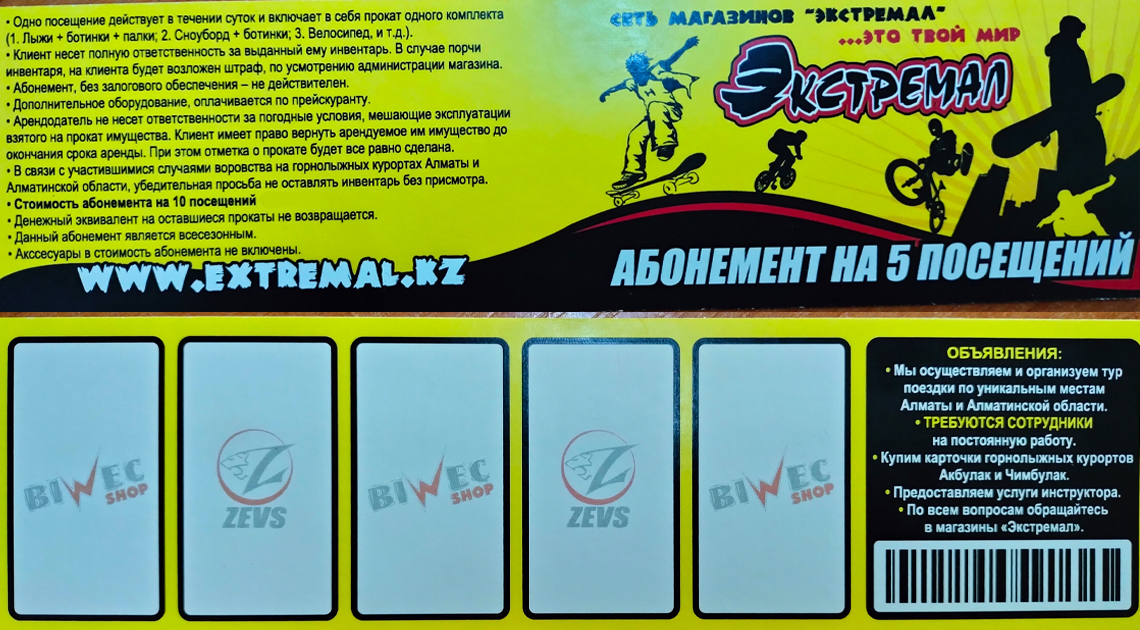 • Одно посещение действует в течении суток и включает в себя прокат одного комплекта
(1. Лыжи + ботинки + палки; 2. Сноуборд + ботинки; 3. Велосипед, и т.д.).
• Клиент несет полную ответственность за выданный ему инвентарь. В случае порчи
инвентаря, на клиента будет возложен штраф, по усмотрению администрации магазина.
• Абонемент, без залогового обеспечения – не действителен.
• Дополнительное оборудование, оплачивается по прейскуранту.
• Арендодатель не несет ответственности за погодные условия, мешающие эксплуатации
взятого на прокат имущества. Клиент имеет право вернуть арендуемое им имущество до
окончания срока аренды. При этом отметка о прокате будет все равно сделана.
• В связи с участившимися случаями воровства на горнолыжных курортах Алматы и
Алматинской области, убедительная просьба не оставлять инвентарь без присмотра.
• Стоимость абонемента на 10 посещений
• Денежный эквивалент на оставшиеся прокаты не возвращается.
• Данный абонемент является всесезонным.
• Акссесуары в стоимость абонемента не включены.
WWW.EXTREMAL.KZ
СЕТЬ МАГАЗИНОВ "ЭКСТРЕМАЛ"
...ЭТО ТВОЙ МИР
ЭКСТРЕМАЛ
АБОНЕМЕНТ НА 5 ПОСЕЩЕНИЙ
BIWEC
SHOP
ZEVS
BIWEC
SHOP
ZEVS
BIWEC
SHOP
ОБЪЯВЛЕНИЯ:
• Мы осуществляем и организуем тур
поездки по уникальным местам
Алматы и Алматинской области.
• ТРЕБУЮТСЯ СОТРУДНИКИ
на постоянную работу.
• Купим карточки горнолыжных курортов
Акбулак и Чимбулак.
• Предоставляем услуги инструктора.
• По всем вопросам обращайтесь
в магазины «Экстремал».